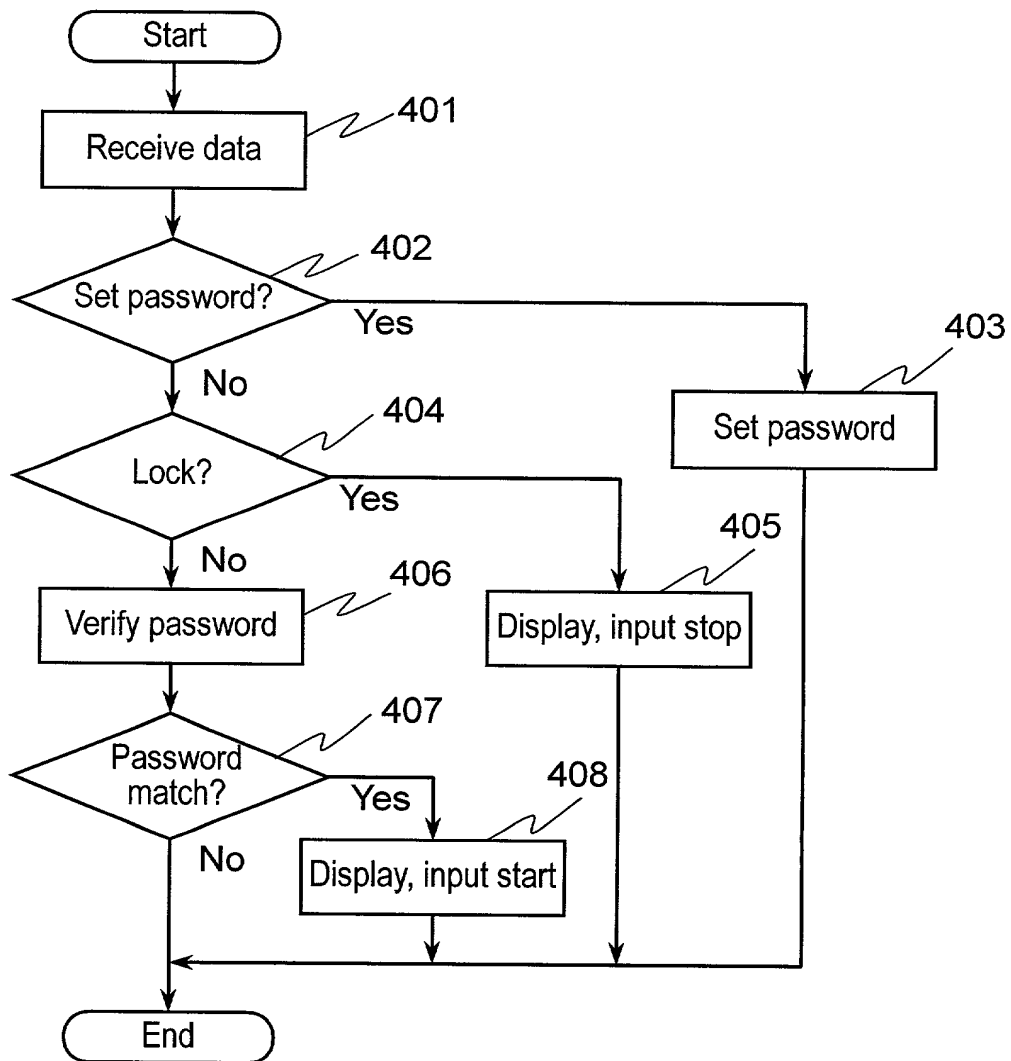 Start
401
Receive data
402
Set password?
Yes
403
No
Set password
404
Lock?
Yes
405
No
406
Verify password
Display, input stop
407
Password
match?
Yes
408
No
Display, input start
End